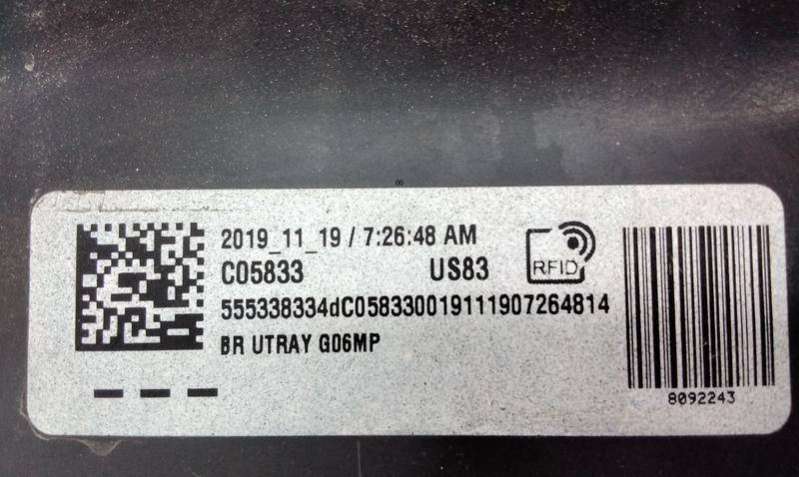 2019_11_19 / 7:26:48 AM
C05833 US83
RFID
555338334dC058330019111907264814
BR UTRAY G06MP
8092243